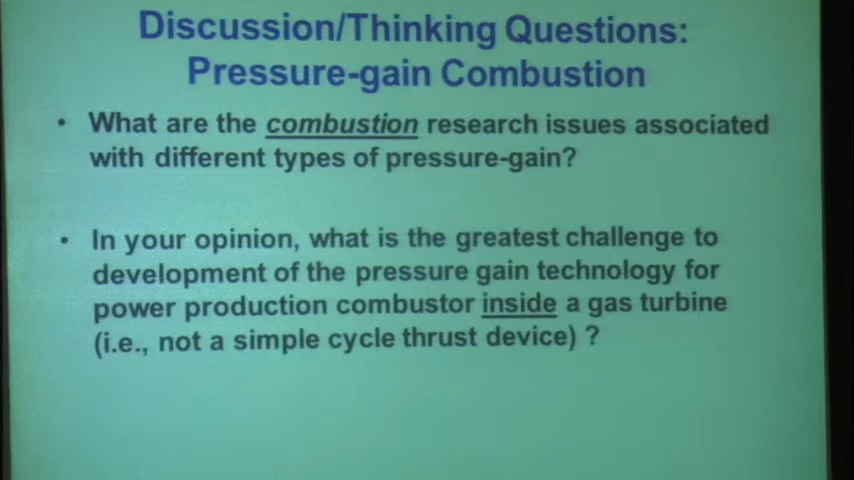 Discussion/Thinking Questions:
Pressure-gain Combustion
• What are the combustion research issues associated
with different types of pressure-gain?
• In your opinion, what is the greatest challenge to
development of the pressure gain technology for
power production combustor inside a gas turbine
(i.e., not a simple cycle thrust device) ?